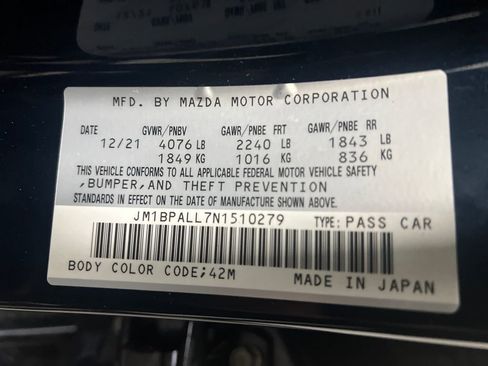 MFD. BY MAZDA MOTOR CORPORATION
DATE GVWR/PNBV GAWR/PNBE FRT GAWR/PNBE RR
12/21 4076 LB 2240 LB 1843 LB
1849 KG 1016 KG 836 KG
THIS VEHICLE CONFORMS TO ALL APPLICABLE FEDERAL MOTOR VEHICLE SAFETY
,BUMPER,AND THEFT PREVENTION
STANDARDS IN EFFECT ON THE DATE OF MANUFACTURE SHOWN ABOVE.
JM1BPALL7N1510279 TYPE: PASS CAR
BODY COLOR CODE;42M
MADE IN JAPAN